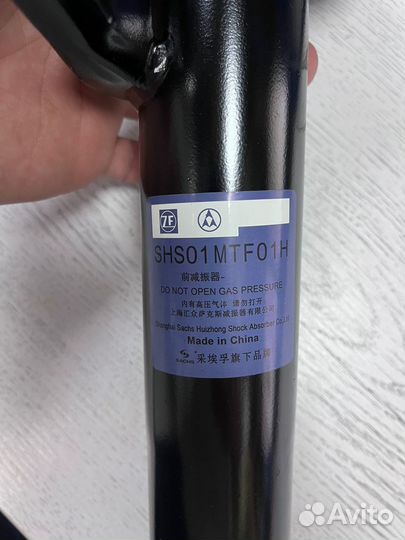 ZF
SHS01MTF01H
前减振器-
DO NOT OPEN GAS PRESSURE
内有高压气体 请勿打开
上海汇众萨克斯减振器有限公司
Shanghai Sachs Huizhong Shock Absorber Co.,Ltd
Made in China
SACHS 采埃孚旗下品牌
Avito